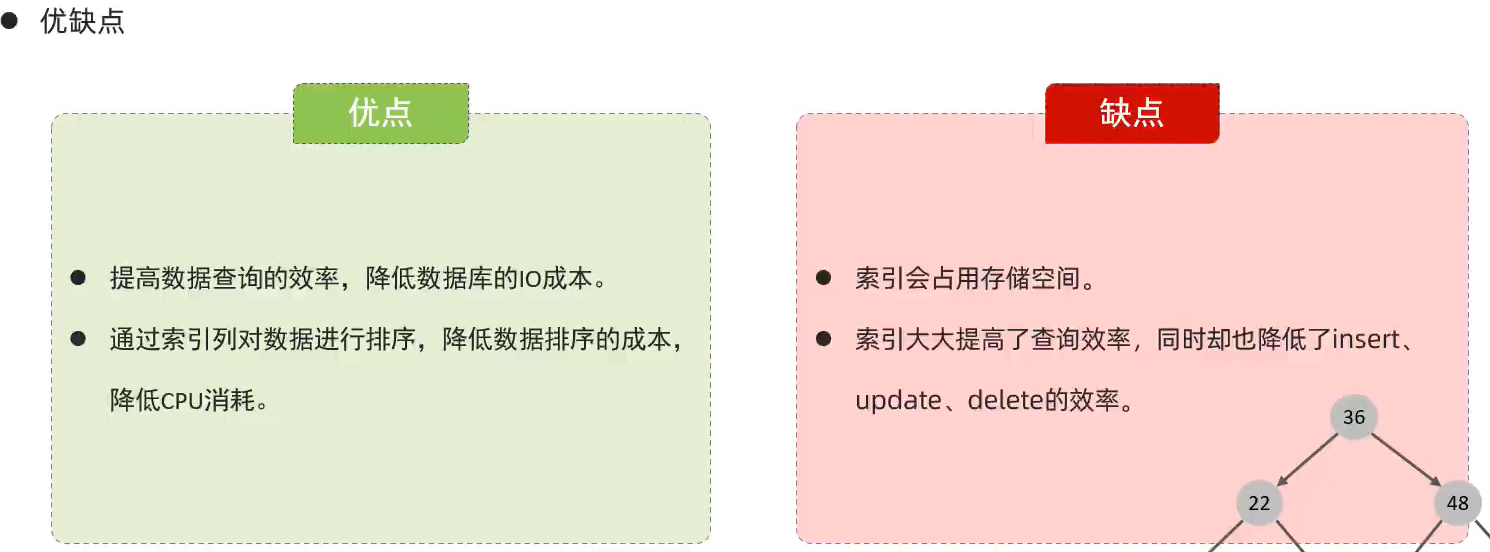 优缺点
优点
提高数据查询的效率，降低数据库的IO成本。
通过索引列对数据进行排序，降低数据排序的成本，
降低CPU消耗。
缺点
索引会占用存储空间。
索引大大提高了查询效率，同时却也降低了insert、
update、delete的效率。
36
22
48